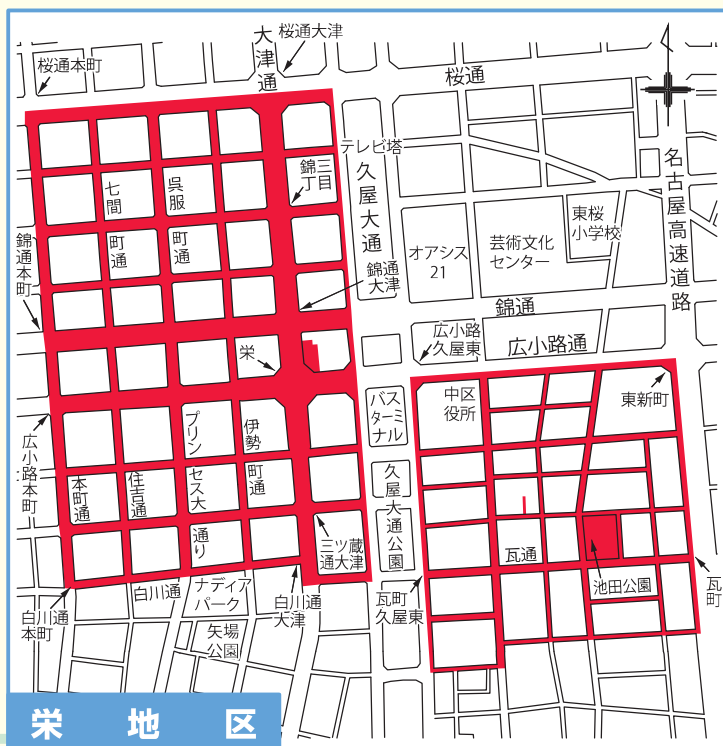 桜通大津
大津通
桜通本町
桜通
テレビ塔
久屋大通
錦三
丁目
名古屋高速道路
七間
町通
呉服
町通
東桜
小学校
オアシス
21
芸術文化
センター
錦通本町
錦通
大津
錦通
広小路
久屋東
広小路通
栄
東新町
中区
役所
バス
ターミ
ナル
プリン
セス大
通り
伊勢
町通
広小路本町
本町通
住吉通
久屋大通公園
三ツ蔵
通大津
瓦通
池田公園
瓦町
瓦町
久屋東
白川通
ナディア
パーク
白川通
大津
白川通
本町
矢場
公園
栄地区